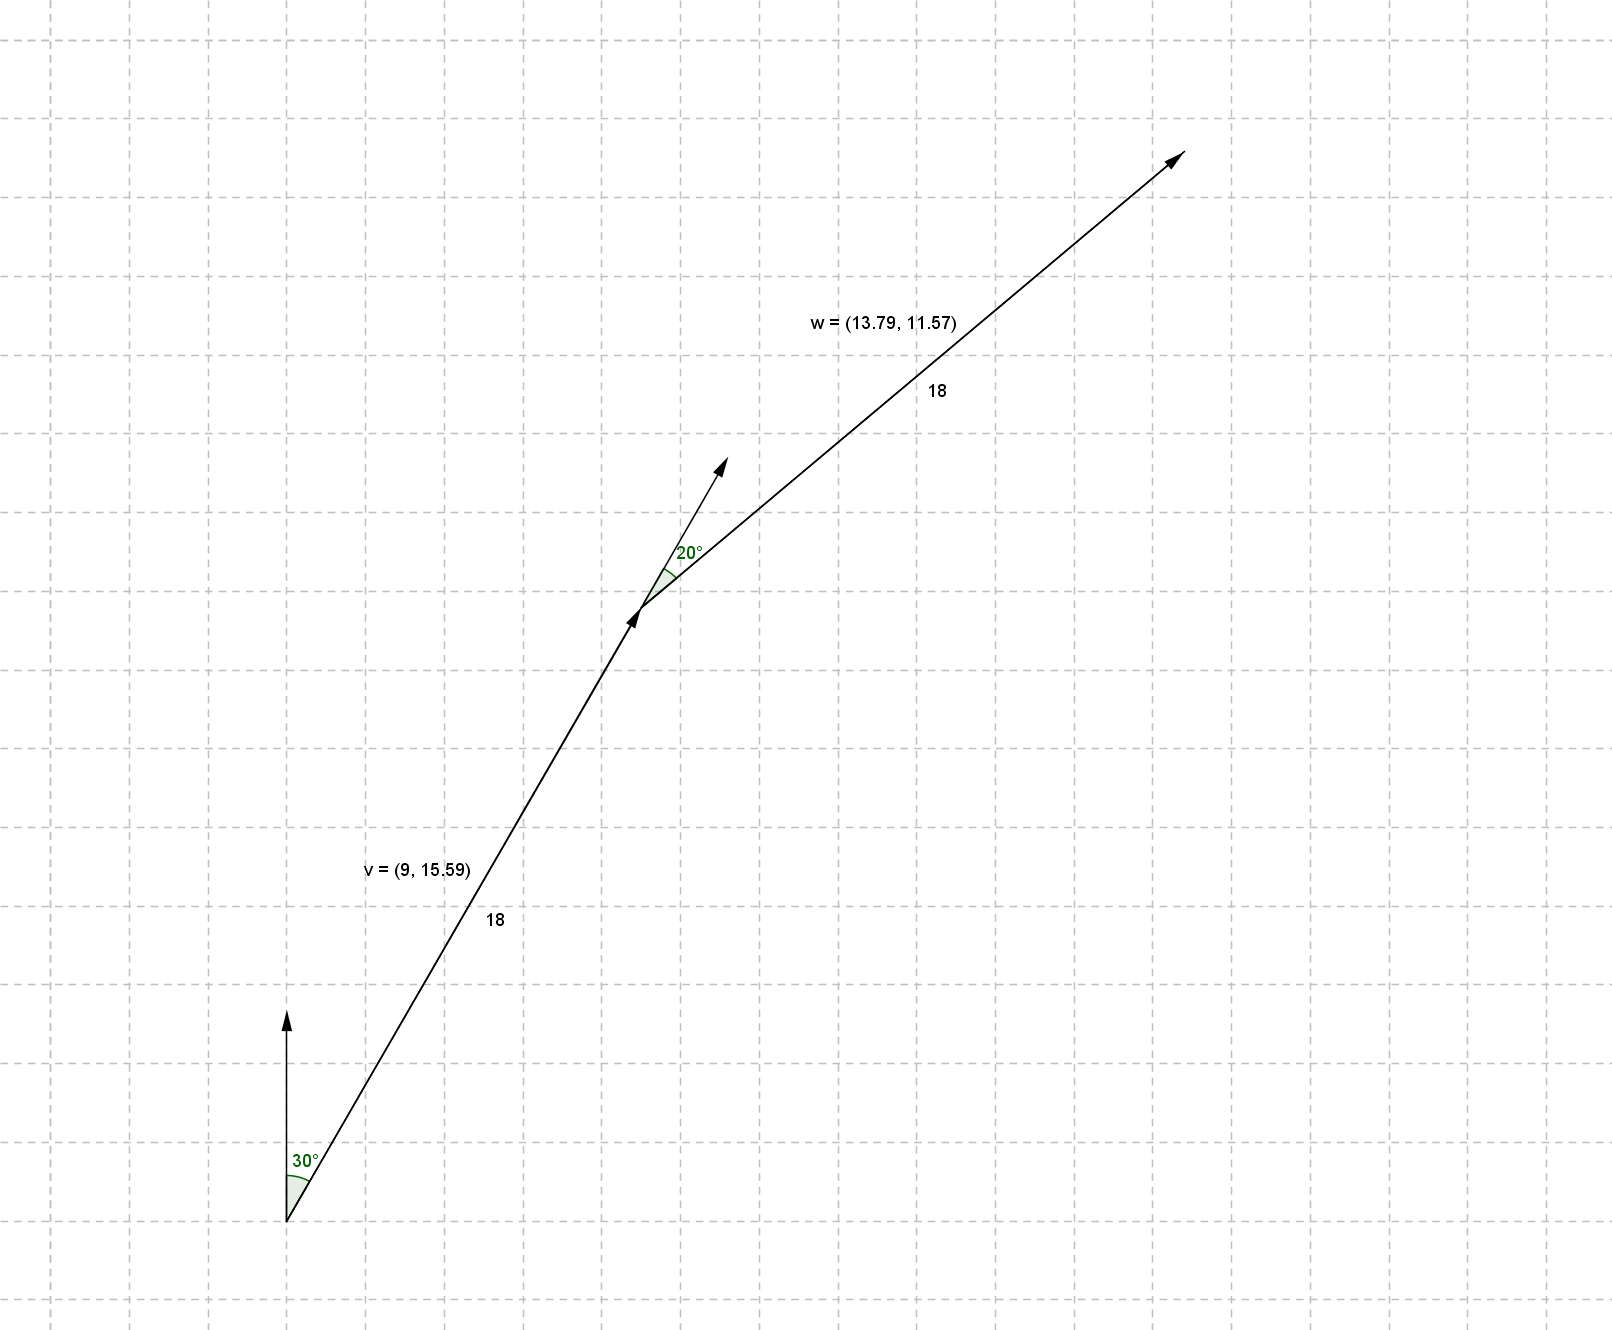 w = (13.79, 11.57)
18
20°
v = (9, 15.59)
18
30°